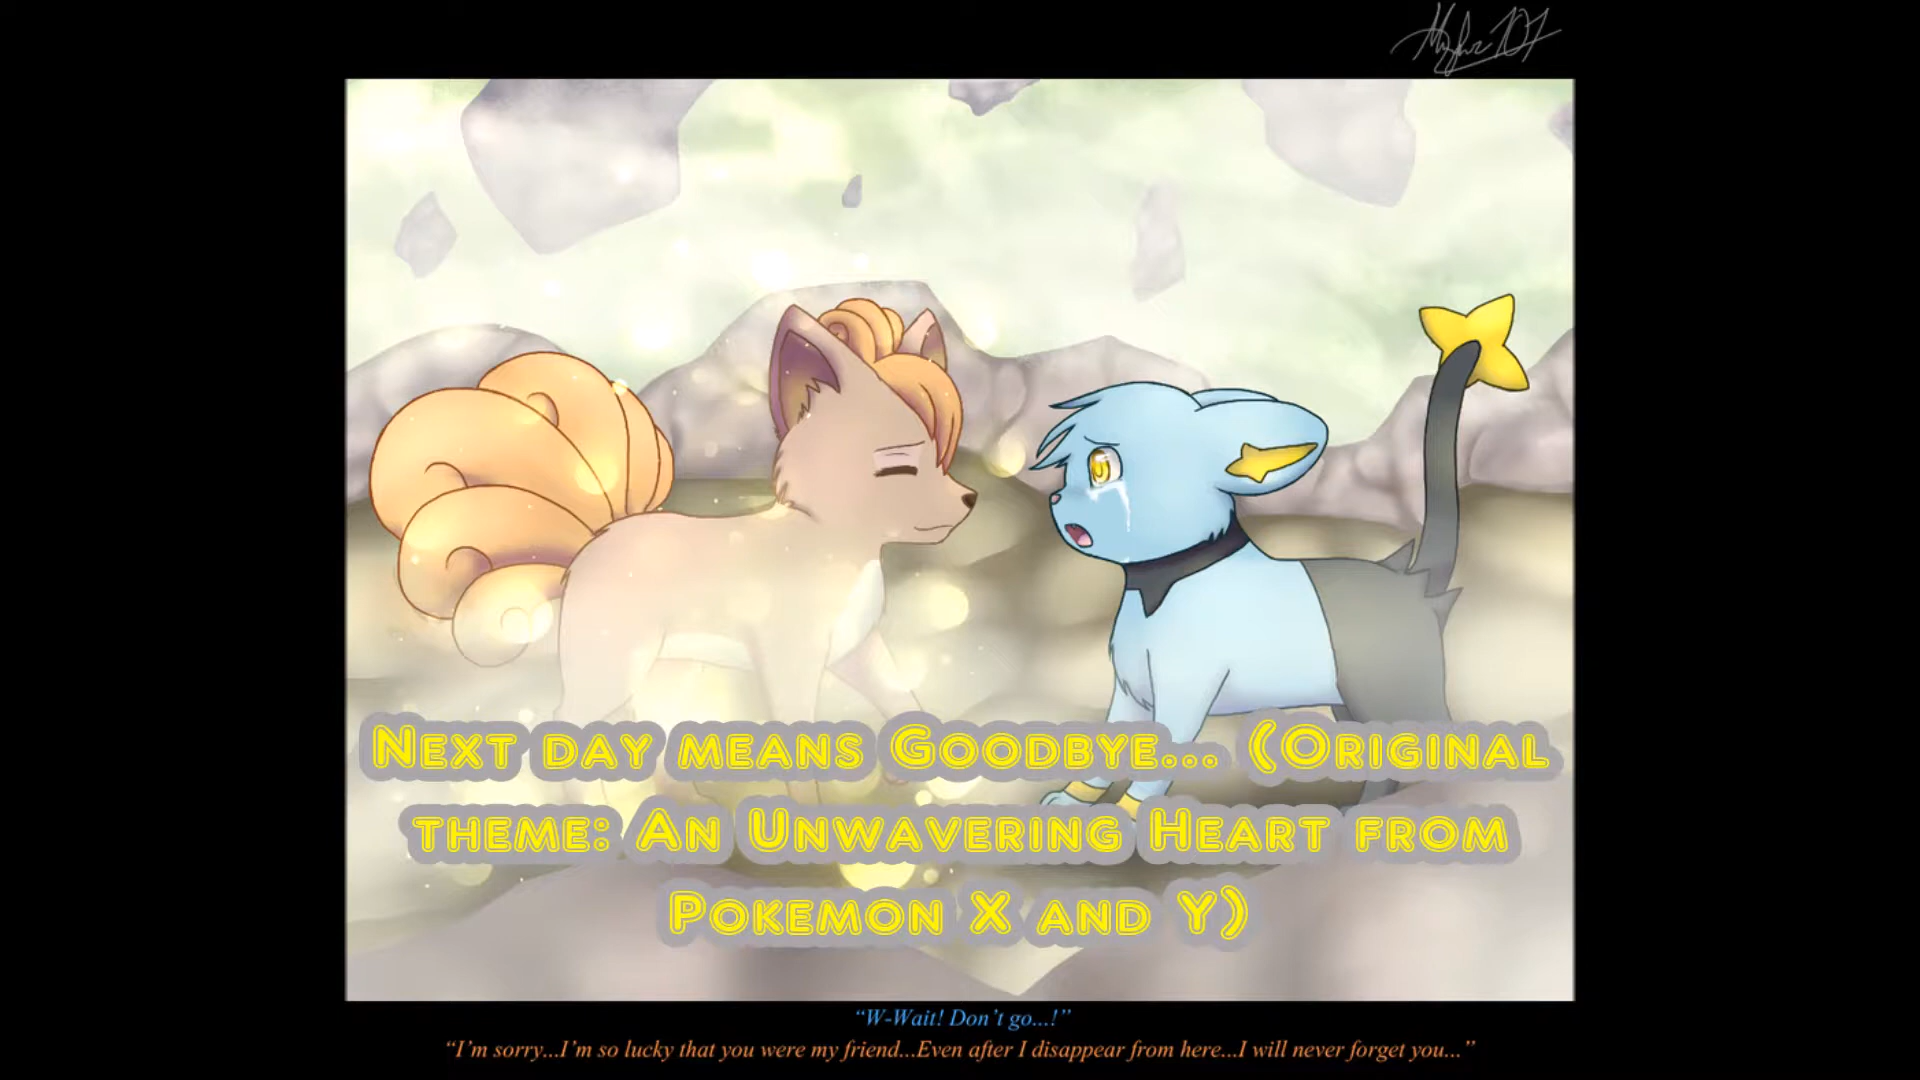 Next day means Goodbye... (Original
theme: An Unwavering Heart from
Pokemon X and Y)
“W-Wait! Don’t go...!”
“I’m sorry...I’m so lucky that you were my friend...Even after I disappear from here...I will never forget you...”